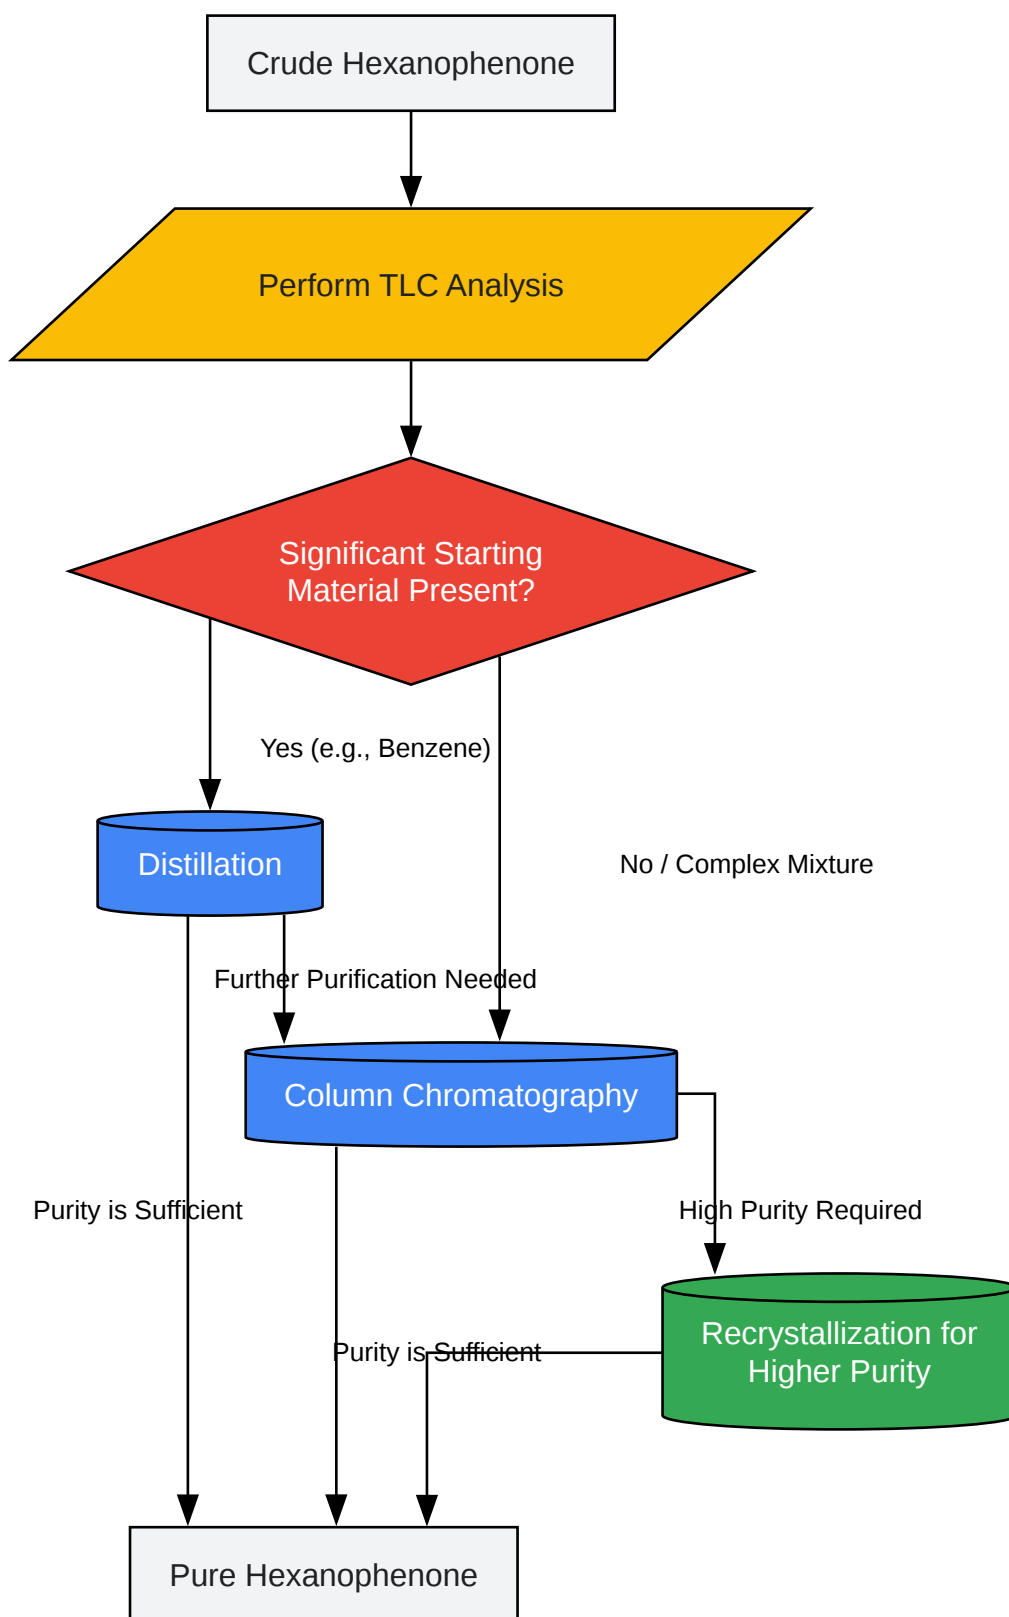 Crude Hexanophenone
Perform TLC Analysis
Significant Starting
Material Present?
Yes (e.g., Benzene)
Distillation
No / Complex Mixture
Further Purification Needed
Column Chromatography
Purity is Sufficient
High Purity Required
Recrystallization for
Higher Purity
Purity is Sufficient
Pure Hexanophenone